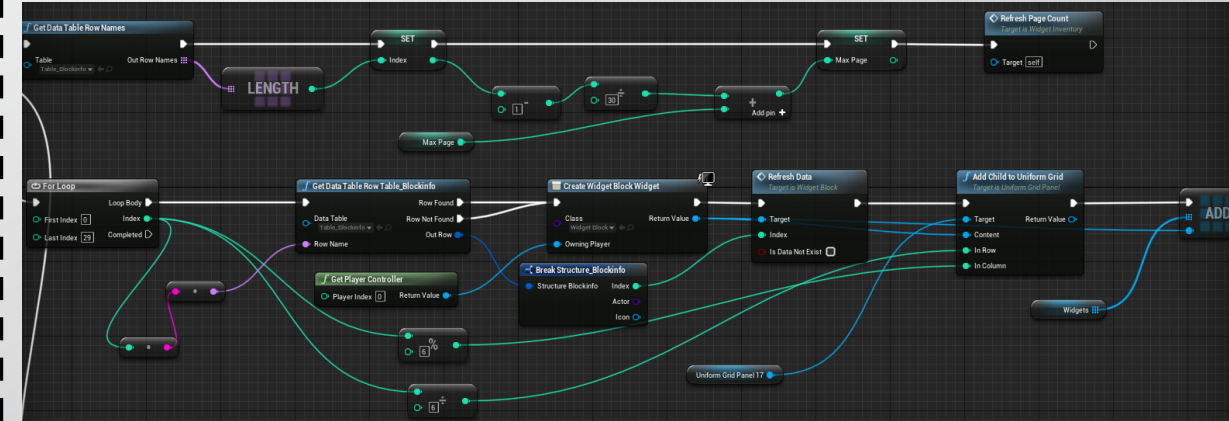 Get Data Table Row Names
Table
Table_Blockinfo
Out Row Names
LENGTH
SET
Index
1
-
30
÷
Max Page
+
Add pin +
SET
Max Page
Refresh Page Count
Target is Widget Inventory
Target self
For Loop
Loop Body
First Index 0
Index
Last Index 29
Completed
Get Data Table Row Table_Blockinfo
Row Found
Row Not Found
Data Table
Table_Blockinfo
Out Row
Row Name
Get Player Controller
Player Index 0
Return Value
Create Widget Block Widget
Class
Widget Block
Return Value
Owning Player
Break Structure_Blockinfo
Structure Blockinfo
Index
Actor
Icon
Refresh Data
Target is Widget Block
Target
Index
Is Data Not Exist
Add Child to Uniform Grid
Target is Uniform Grid Panel
Target
Return Value
Content
In Row
In Column
ADD
Widgets
%
6
÷
6
Uniform Grid Panel 17